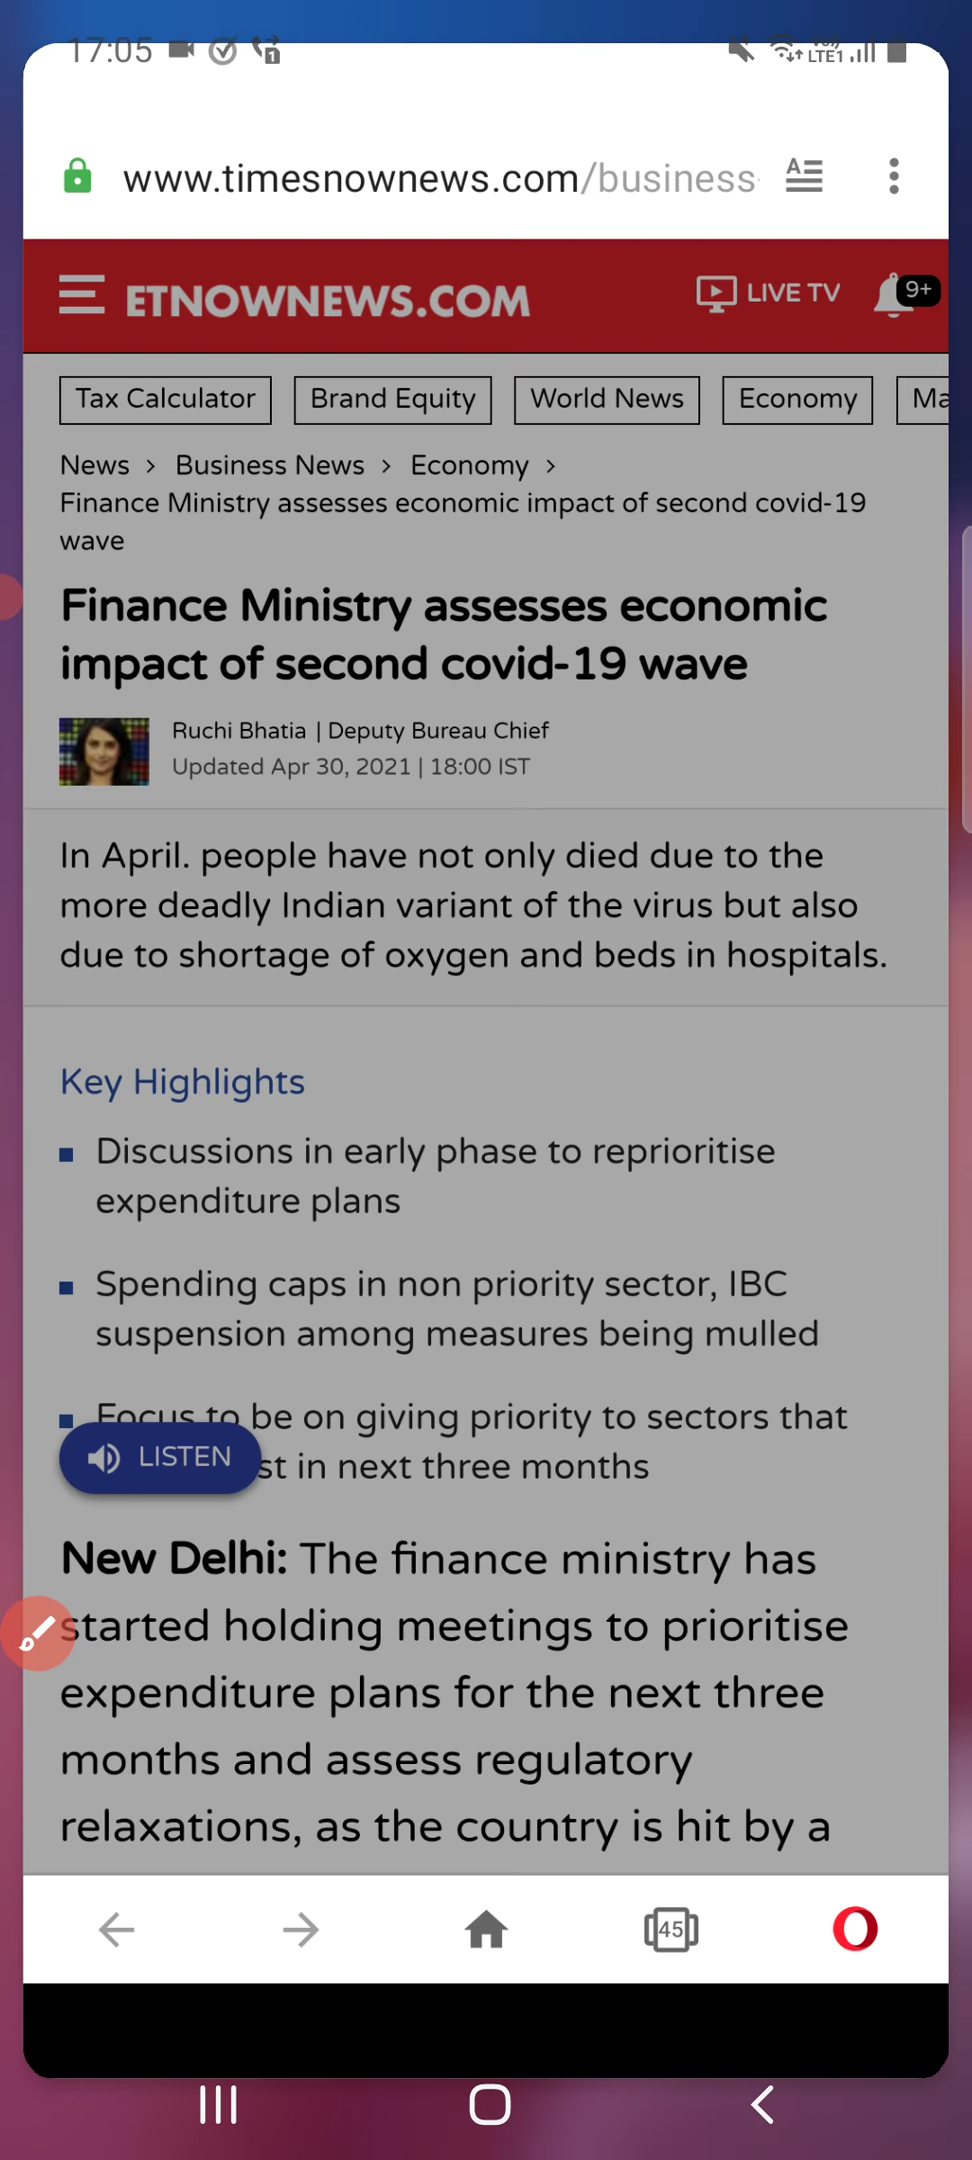 17:05
LTE1
www.timesnownews.com/business
ETNOWNEWS.COM
LIVE TV
9+
Tax Calculator
Brand Equity
World News
Economy
Ma
News > Business News > Economy >
Finance Ministry assesses economic impact of second covid-19
wave
Finance Ministry assesses economic
impact of second covid-19 wave
Ruchi Bhatia | Deputy Bureau Chief
Updated Apr 30, 2021 | 18:00 IST
In April. people have not only died due to the
more deadly Indian variant of the virus but also
due to shortage of oxygen and beds in hospitals.
Key Highlights
Discussions in early phase to reprioritise
expenditure plans
Spending caps in non priority sector, IBC
suspension among measures being mulled
Focus to be on giving priority to sectors that
LISTEN
st in next three months
New Delhi: The finance ministry has
started holding meetings to prioritise
expenditure plans for the next three
months and assess regulatory
relaxations, as the country is hit by a
45